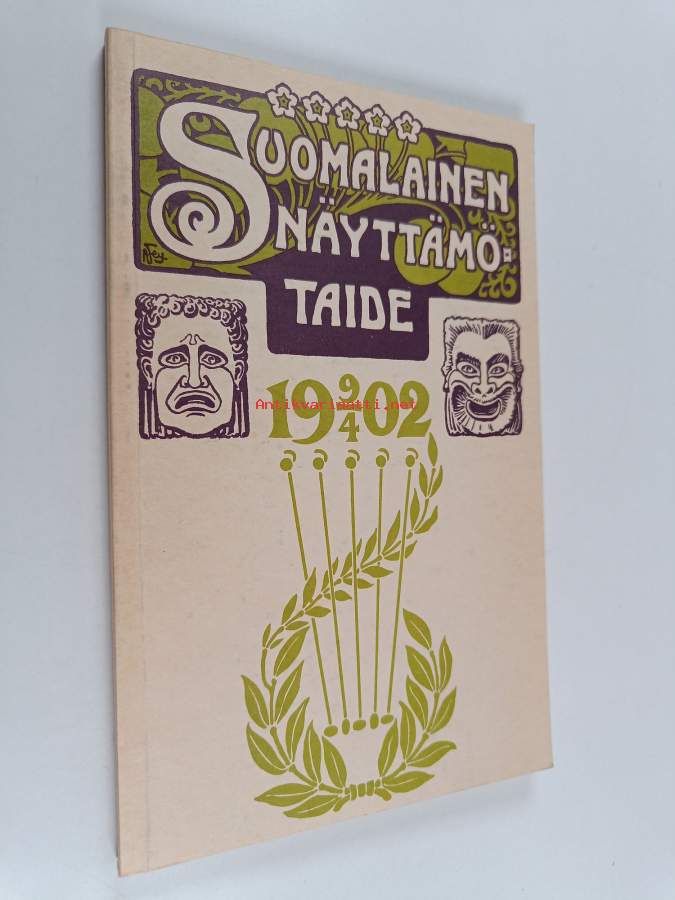 SUOMALAINEN
NÄYTTÄMÖ-
TAIDE
19 9/4 02
Antikvariaatti.net